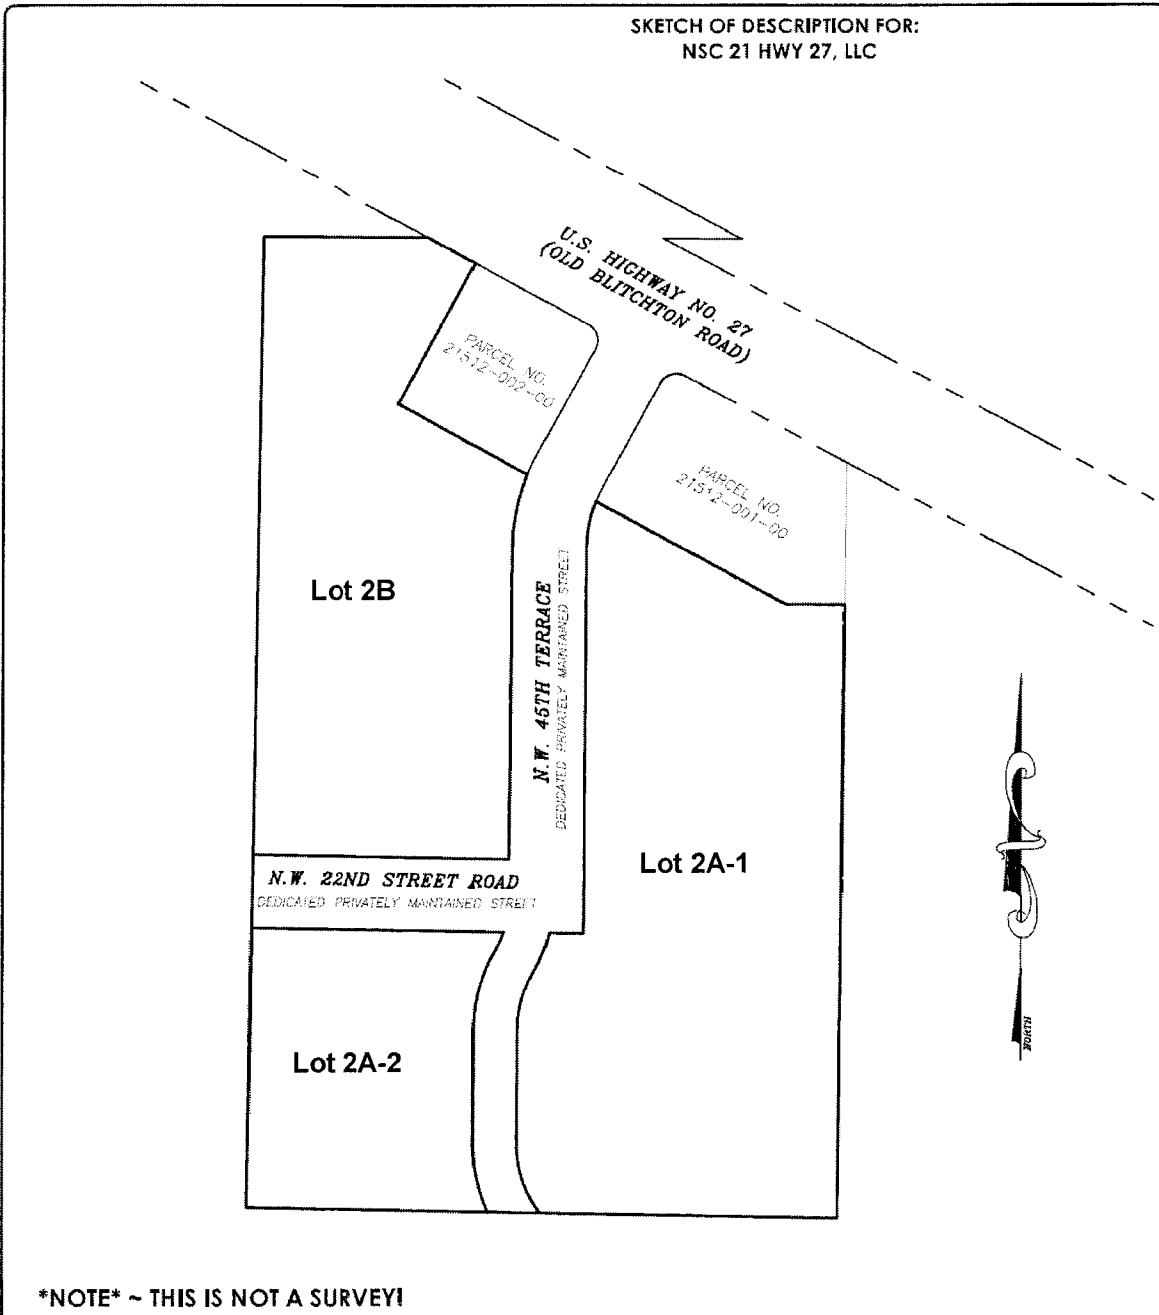 SKETCH OF DESCRIPTION FOR:
NSC 21 HWY 27, LLC
U.S. HIGHWAY NO. 27
(OLD BLITCHTON ROAD)
PARCEL NO.
21512-002-00
PARCEL NO.
21512-001-00
Lot 2B
N.W. 45TH TERRACE
DEDICATED PRIVATELY MAINTAINED STREET
Lot 2A-1
N.W. 22ND STREET ROAD
DEDICATED PRIVATELY MAINTAINED STREET
Lot 2A-2
NORTH
*NOTE* ~ THIS IS NOT A SURVEY!